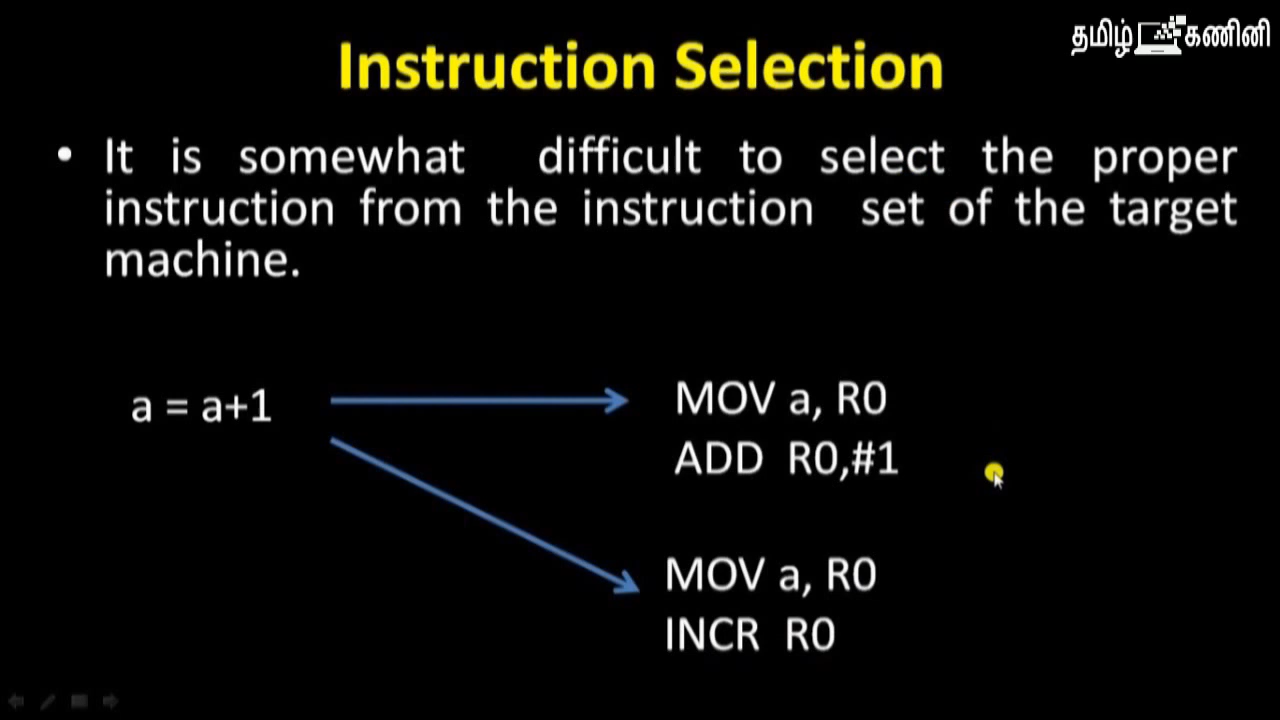 தமிழ் கணினி
Instruction Selection
• It is somewhat difficult to select the proper
instruction from the instruction set of the target
machine.
a = a+1
MOV a, R0
ADD R0,#1
MOV a, R0
INCR R0